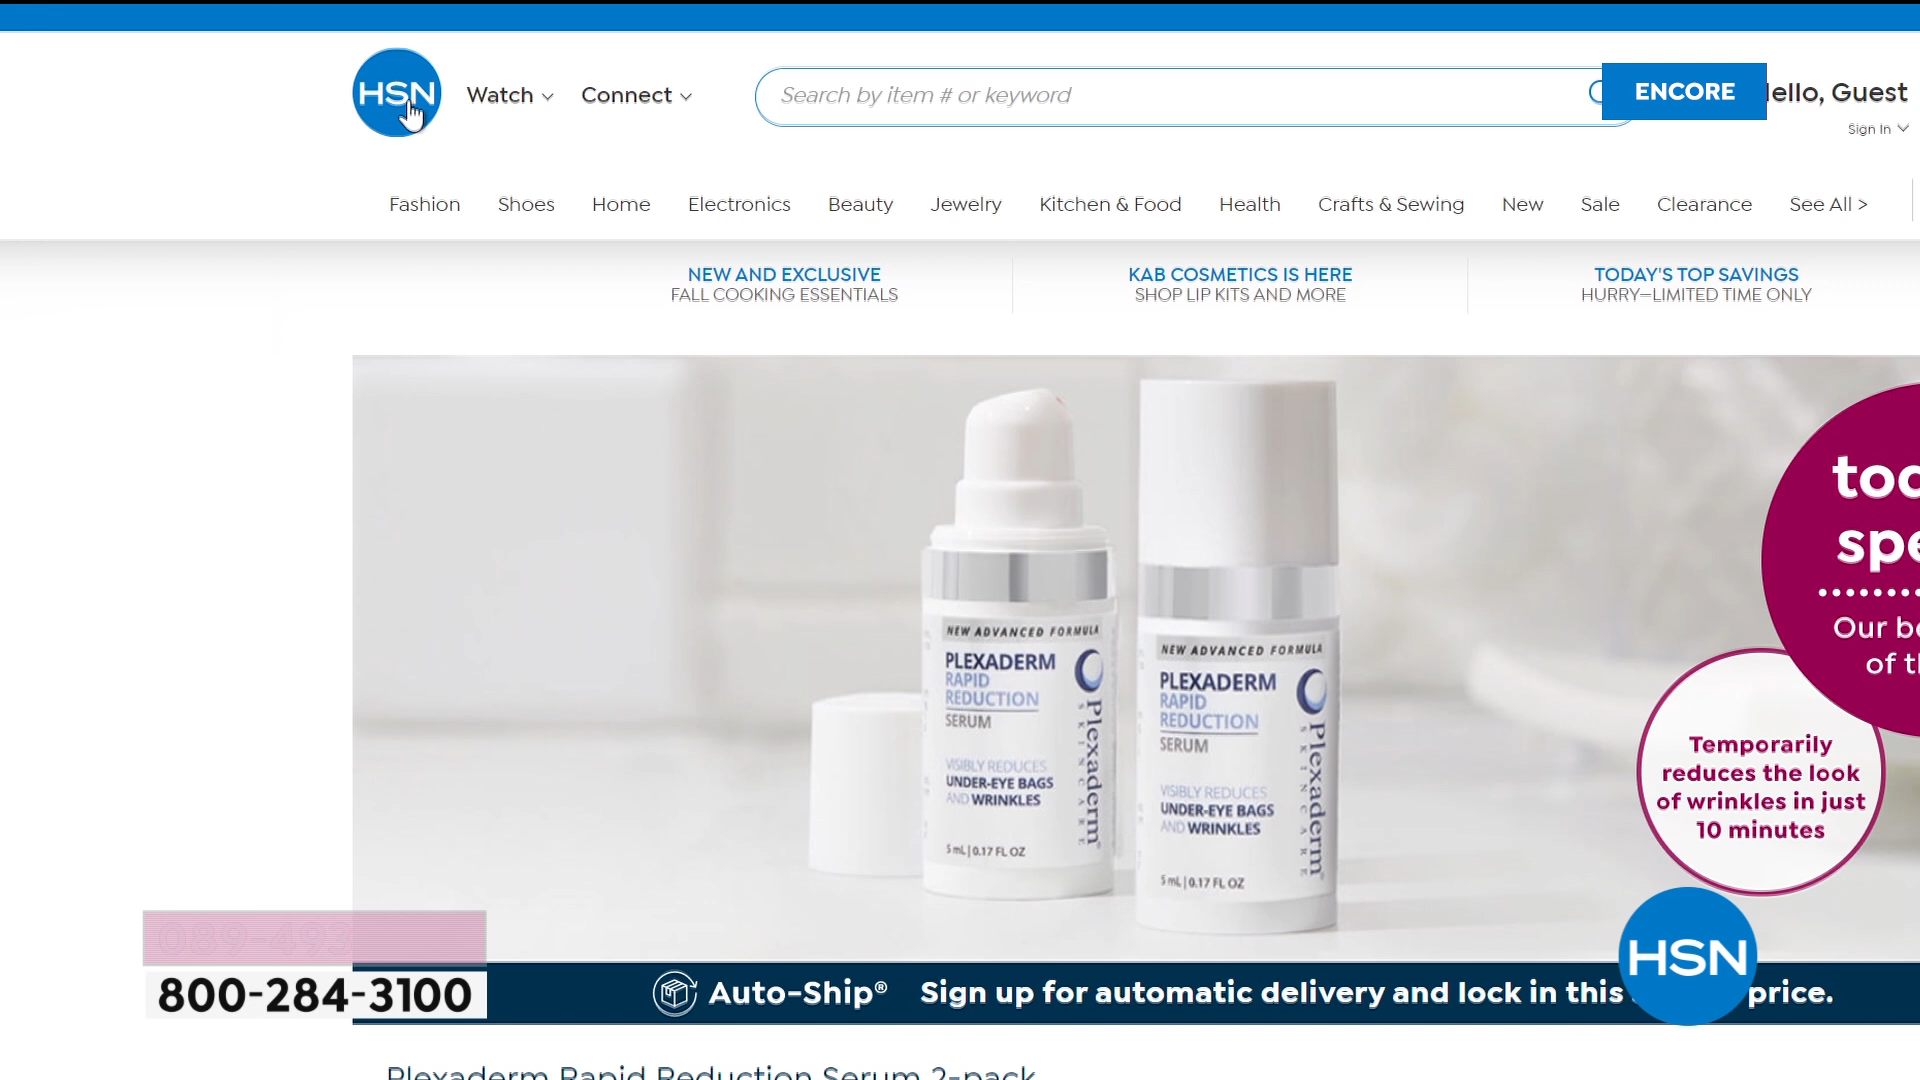 HSN
Watch
Connect
Search by item # or keyword
ENCORE
ello, Guest
Sign In
Fashion Shoes Home Electronics Beauty Jewelry Kitchen & Food Health Crafts & Sewing New Sale Clearance See All >
NEW AND EXCLUSIVE
FALL COOKING ESSENTIALS
KAB COSMETICS IS HERE
SHOP LIP KITS AND MORE
TODAY'S TOP SAVINGS
HURRY—LIMITED TIME ONLY
NEW ADVANCED FORMULA
PLEXADERM
RAPID
REDUCTION
SERUM
VISIBLY REDUCES
UNDER-EYE BAGS
AND WRINKLES
5 mL | 0.17 FL OZ
Plexaderm®
SKINCARE
NEW ADVANCED FORMULA
PLEXADERM
RAPID
REDUCTION
SERUM
VISIBLY REDUCES
UNDER-EYE BAGS
AND WRINKLES
5 mL | 0.17 FL OZ
Plexaderm®
SKINCARE
tod
spe
Our be
of th
Temporarily
reduces the look
of wrinkles in just
10 minutes
089-493
800-284-3100
Auto-Ship® Sign up for automatic delivery and lock in this price.
HSN
Plexaderm Rapid Reduction Serum 2-pack